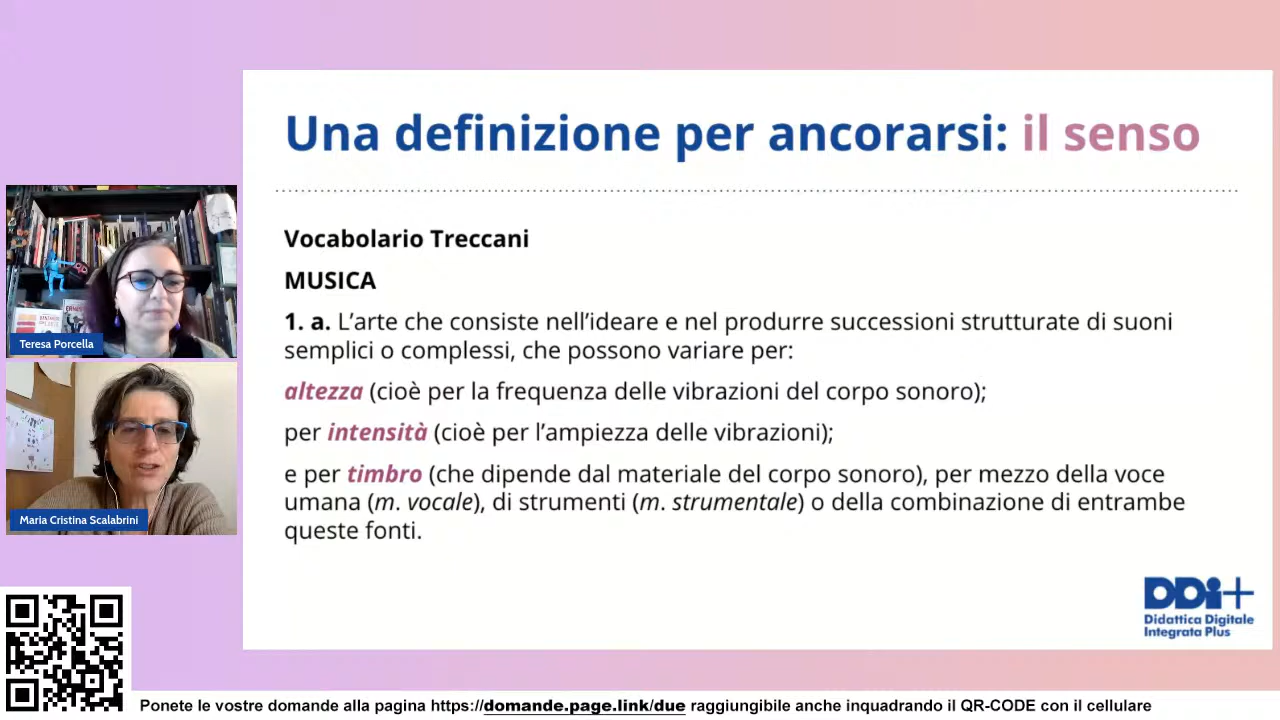 Una definizione per ancorarsi: il senso
Vocabolario Treccani
MUSICA
1. a. L’arte che consiste nell’ideare e nel produrre successioni strutturate di suoni
semplici o complessi, che possono variare per:
altezza (cioè per la frequenza delle vibrazioni del corpo sonoro);
per intensità (cioè per l’ampiezza delle vibrazioni);
e per timbro (che dipende dal materiale del corpo sonoro), per mezzo della voce
umana (m. vocale), di strumenti (m. strumentale) o della combinazione di entrambe
queste fonti.
Teresa Porcella
Maria Cristina Scalabrini
DDi+
Didattica Digitale
Integrata Plus
Ponete le vostre domande alla pagina https://domande.page.link/due raggiungibile anche inquadrando il QR-CODE con il cellulare